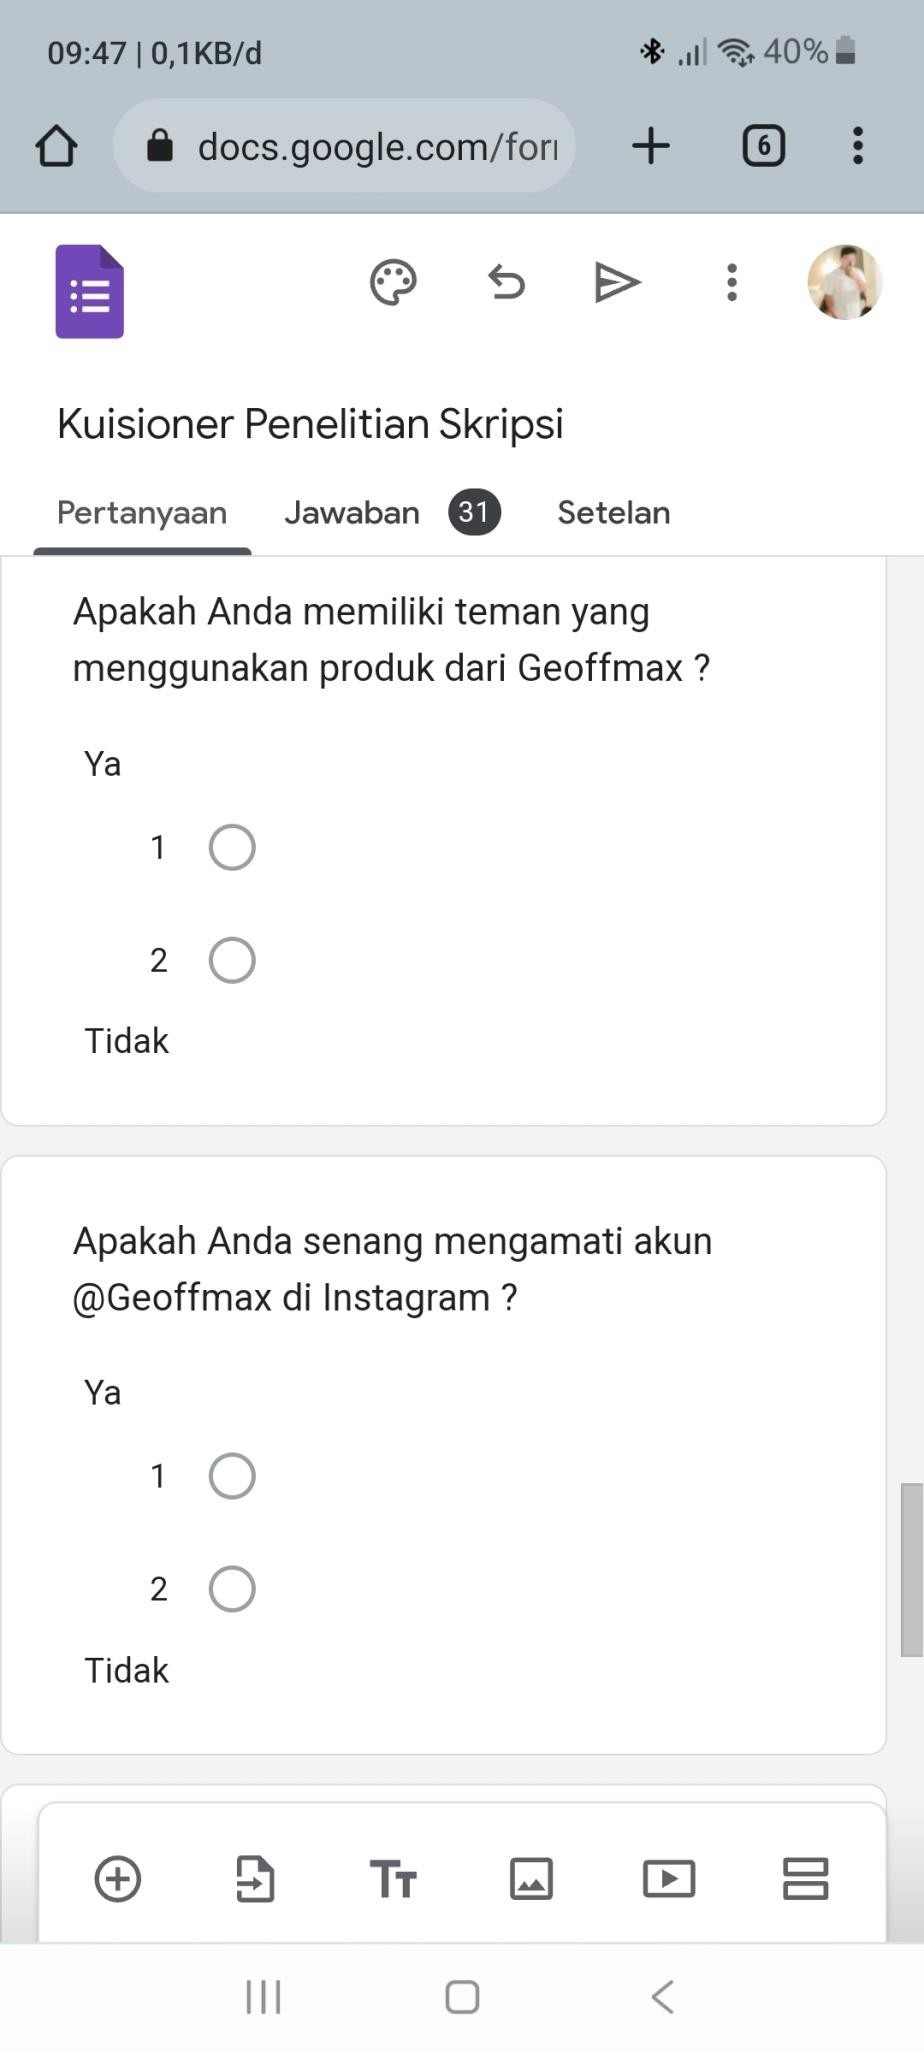 09:47 | 0,1KB/d 40%
docs.google.com/for 6
Kuisioner Penelitian Skripsi
Pertanyaan Jawaban 31 Setelan
Apakah Anda memiliki teman yang
menggunakan produk dari Geoffmax ?
Ya
1
2
Tidak
Apakah Anda senang mengamati akun
@Geoffmax di Instagram ?
Ya
1
2
Tidak
Tт